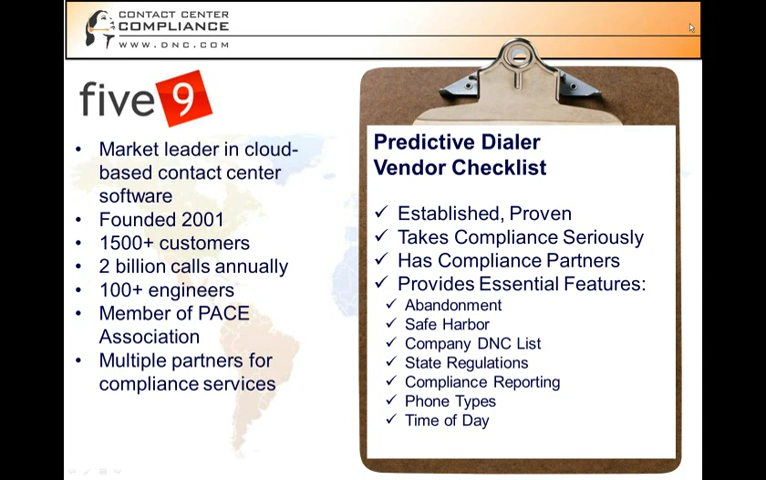 CONTACT CENTER
COMPLIANCE
WWW.DNC.COM
five 9
• Market leader in cloud-
based contact center
software
• Founded 2001
• 1500+ customers
• 2 billion calls annually
• 100+ engineers
• Member of PACE
Association
• Multiple partners for
compliance services
Predictive Dialer
Vendor Checklist
✓ Established, Proven
✓ Takes Compliance Seriously
✓ Has Compliance Partners
✓ Provides Essential Features:
✓ Abandonment
✓ Safe Harbor
✓ Company DNC List
✓ State Regulations
✓ Compliance Reporting
✓ Phone Types
✓ Time of Day